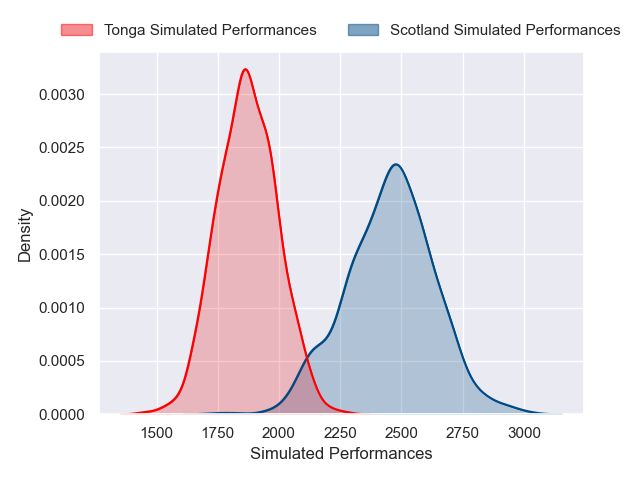 Tonga Simulated Performances Scotland Simulated Performances
0.0030
0.0025
0.0020
0.0015
0.0010
0.0005
0.0000
Density
1500 1750 2000 2250 2500 2750 3000
Simulated Performances